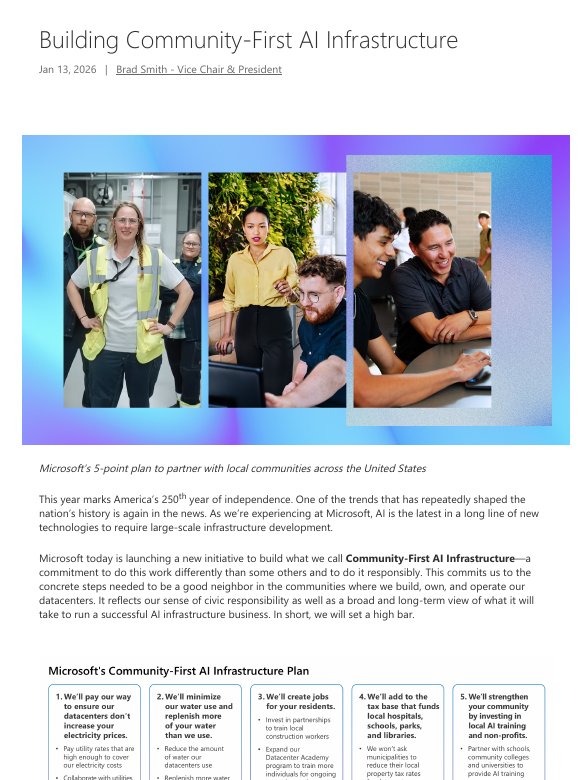 Building Community-First AI Infrastructure
Jan 13, 2026 | Brad Smith - Vice Chair & President
Microsoft's 5-point plan to partner with local communities across the United States
This year marks America's 250th year of independence. One of the trends that has repeatedly shaped the
nation's history is again in the news. As we're experiencing at Microsoft, AI is the latest in a long line of new
technologies to require large-scale infrastructure development.
Microsoft today is launching a new initiative to build what we call Community-First AI Infrastructure—a
commitment to do this work differently than some others and to do it responsibly. This commits us to the
concrete steps needed to be a good neighbor in the communities where we build, own, and operate our
datacenters. It reflects our sense of civic responsibility as well as a broad and long-term view of what it will
take to run a successful AI infrastructure business. In short, we will set a high bar.
Microsoft's Community-First AI Infrastructure Plan
1. We'll pay our way
to ensure our
datacenters don't
increase your
electricity prices.
• Pay utility rates that are
high enough to cover
our electricity costs
• Collaborate with utilities
2. We'll minimize
our water use and
replenish more
of your water
than we use.
• Reduce the amount
of water our
datacenters use
• Replenish more water
3. We'll create jobs
for your residents.
• Invest in partnerships
to train local
construction workers
• Expand our
Datacenter Academy
program to train more
individuals for ongoing
4. We'll add to the
tax base that funds
local hospitals,
schools, parks,
and libraries.
• We won't ask
municipalities to
reduce their local
property tax rates
5. We'll strengthen
your community
by investing in
local AI training
and non-profits.
• Partner with schools,
community colleges
and universities to
provide AI training